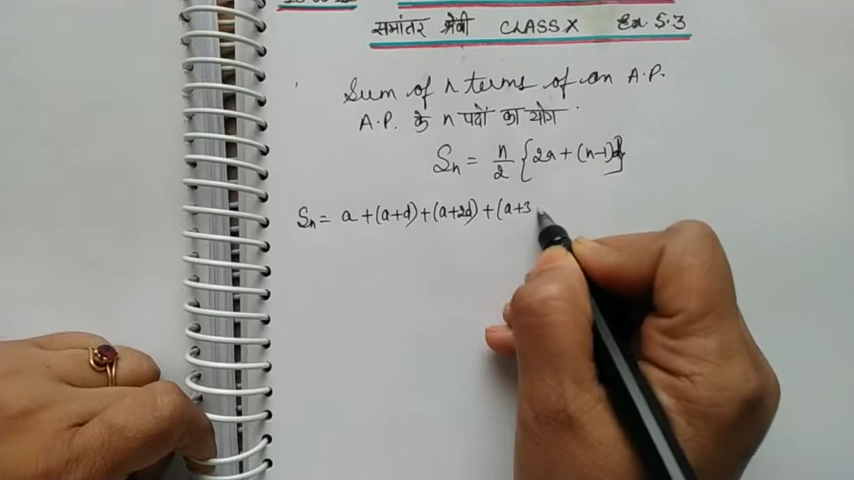 समांतर श्रेणी CLASS X Ex. 5.3
Sum of n terms of an A.P.
A.P. के n पदों का योग
Sn = n/2 {2a + (n-1)d}
Sn = a + (a+d) + (a+2d) + (a+3